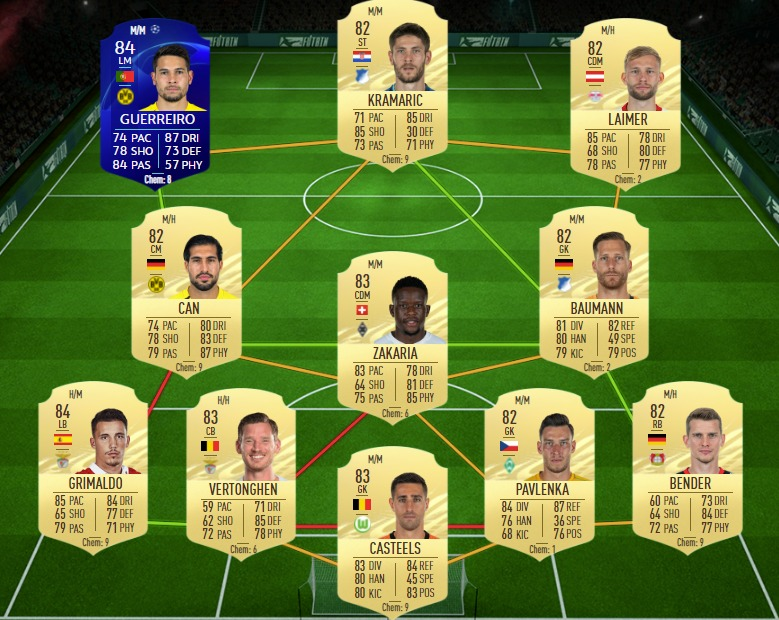 M/M
84
LM
GUERREIRO
74 PAC 87 DRI
78 SHO 73 DEF
84 PAS 57 PHY
Chem: 8
M/M
82
ST
KRAMARIC
71 PAC 85 DRI
85 SHO 30 DEF
73 PAS 71 PHY
Chem: 9
M/H
82
CDM
LAIMER
85 PAC 78 DRI
68 SHO 80 DEF
78 PAS 77 PHY
Chem: 2
M/H
82
CM
CAN
74 PAC 80 DRI
78 SHO 83 DEF
79 PAS 87 PHY
Chem: 9
M/M
83
CDM
ZAKARIA
83 PAC 78 DRI
64 SHO 81 DEF
75 PAS 85 PHY
Chem: 6
M/M
82
GK
BAUMANN
81 DIV 82 REF
80 HAN 49 SPE
79 KIC 79 POS
Chem: 2
H/M
84
LB
GRIMALDO
85 PAC 84 DRI
65 SHO 77 DEF
79 PAS 71 PHY
Chem: 9
H/H
83
CB
VERTONGHEN
59 PAC 71 DRI
62 SHO 85 DEF
72 PAS 78 PHY
Chem: 6
M/M
83
GK
CASTEELS
83 DIV 84 REF
80 HAN 45 SPE
80 KIC 83 POS
Chem: 9
M/M
82
GK
PAVLENKA
84 DIV 87 REF
76 HAN 36 SPE
68 KIC 76 POS
Chem: 1
M/H
82
RB
BENDER
60 PAC 73 DRI
64 SHO 84 DEF
72 PAS 77 PHY
Chem: 9